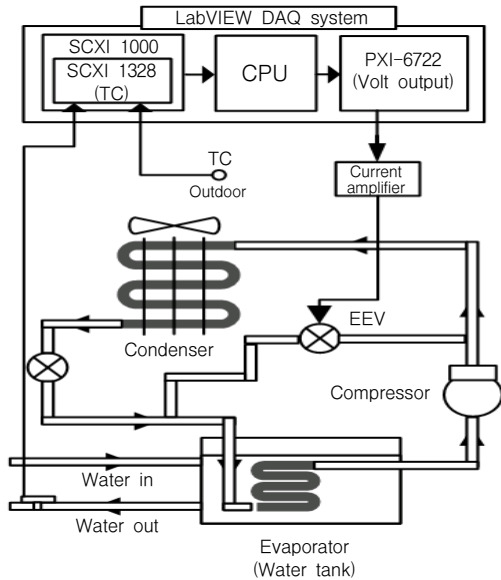 LabVIEW DAQ system
SCXI 1000
SCXI 1328
(TC)
CPU
PXI-6722
(Volt output)
TC
Outdoor
Current
amplifier
EEV
Condenser
Compressor
Water in
Water out
Evaporator
(Water tank)